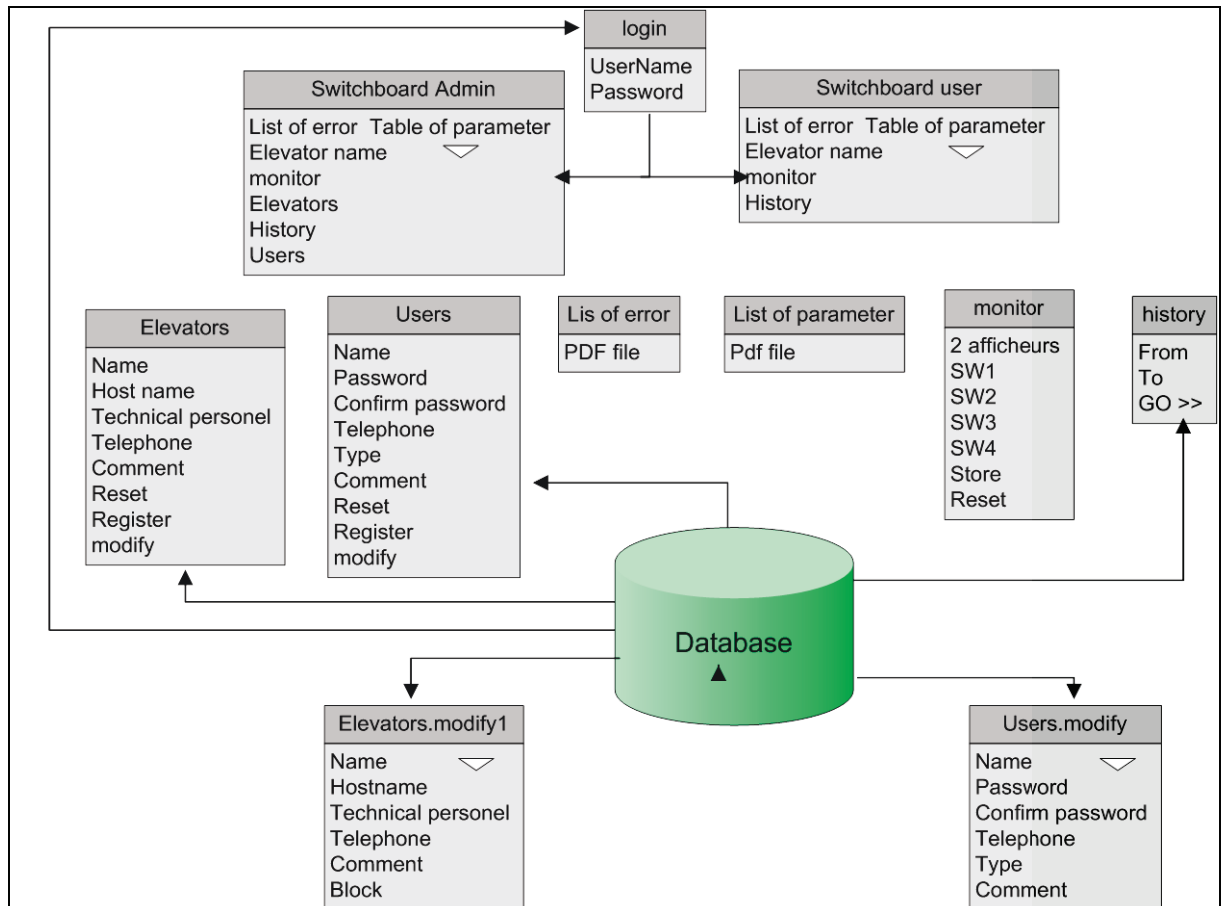 login
UserName
Password
Switchboard Admin
List of error Table of parameter
Elevator name
monitor
Elevators
History
Users
Switchboard user
List of error Table of parameter
Elevator name
monitor
History
Elevators
Name
Host name
Technical personel
Telephone
Comment
Reset
Register
modify
Users
Name
Password
Confirm password
Telephone
Type
Comment
Reset
Register
modify
Lis of error
PDF file
List of parameter
Pdf file
monitor
2 afficheurs
SW1
SW2
SW3
SW4
Store
Reset
history
From
To
GO >>
Database
Elevators.modify1
Name
Hostname
Technical personel
Telephone
Comment
Block
Users.modify
Name
Password
Confirm password
Telephone
Type
Comment